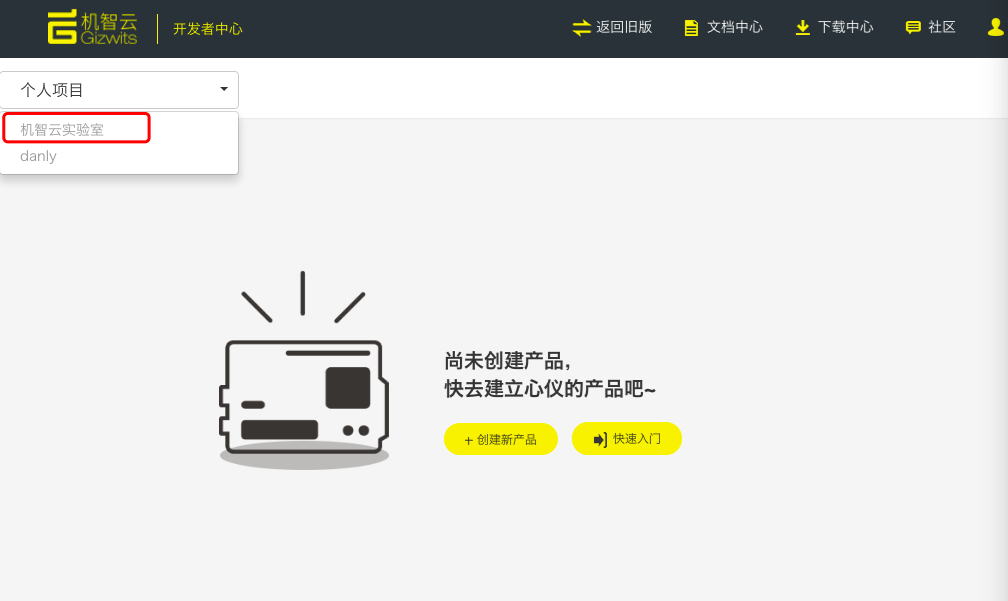 机智云
Gizwits
开发者中心
返回旧版
文档中心
下载中心
社区
个人项目
机智云实验室
danly
尚未创建产品，
快去建立心仪的产品吧~
+ 创建新产品
快速入门